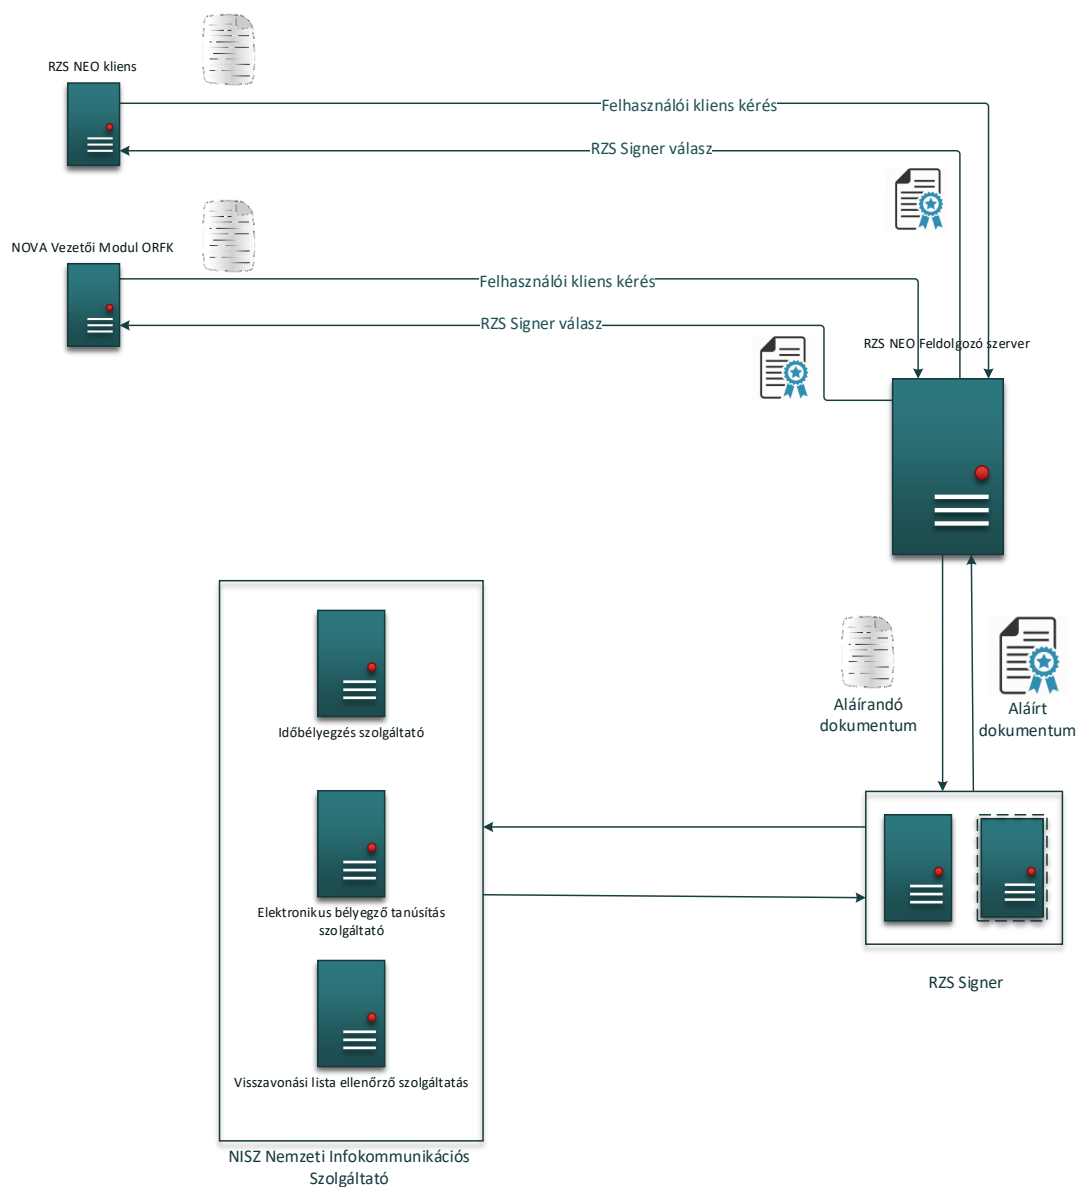 RZS NEO kliens
Felhasználói kliens kérés
RZS Signer válasz
NOVA Vezetői Modul ORFK
Felhasználói kliens kérés
RZS Signer válasz
RZS NEO Feldolgozó szerver
Aláírandó
dokumentum
Aláírt
dokumentum
Időbélyegzés szolgáltató
Elektronikus bélyegző tanúsítás
szolgáltató
Visszavonási lista ellenőrző szolgáltatás
RZS Signer
NISZ Nemzeti Infokommunikációs
Szolgáltató